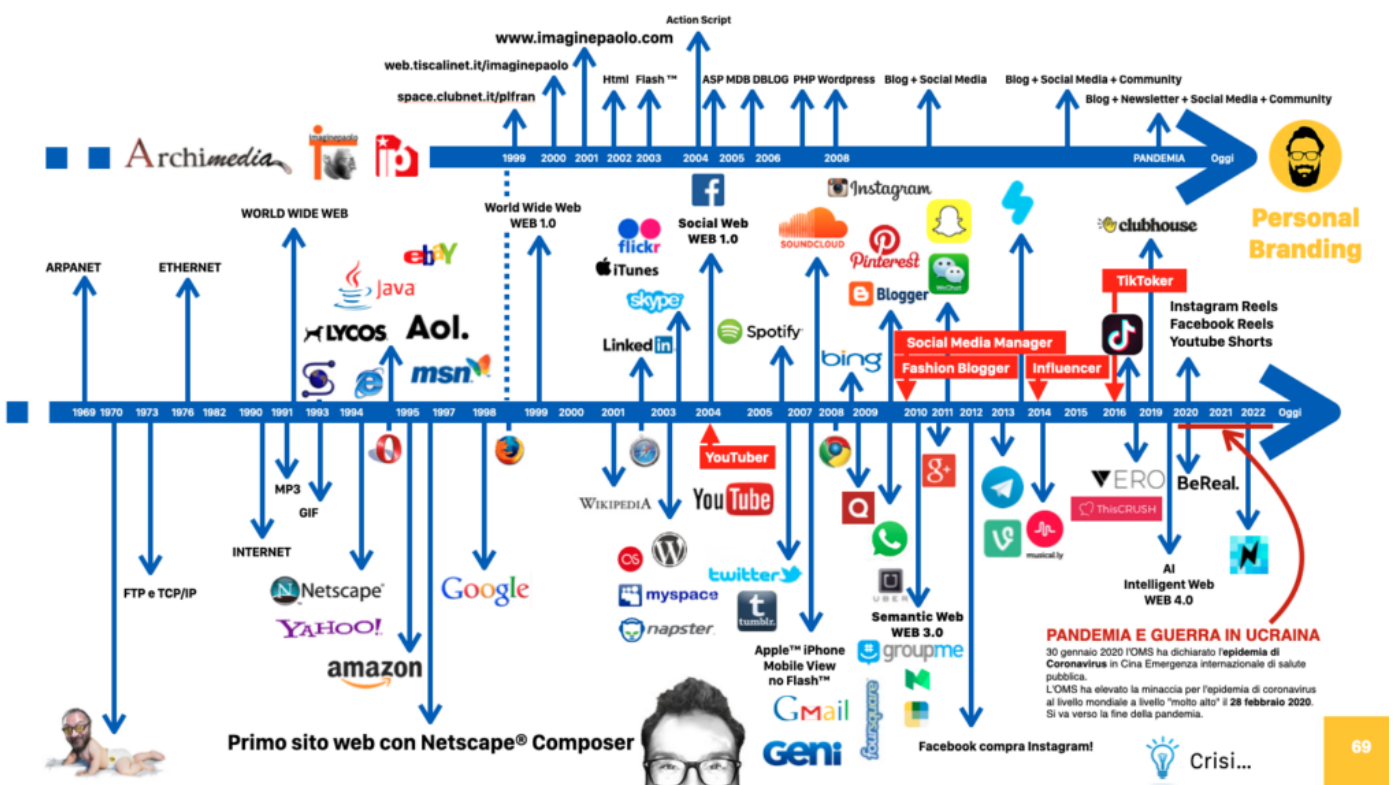 Action Script
www.imaginepaolo.com
web.tiscalinet.it/imaginepaolo
space.clubnet.it/plfran
Html
Flash ™
ASP MDB DBLOG
PHP Wordpress
Blog + Social Media
Blog + Social Media + Community
Blog + Newsletter + Social Media + Community
Archimedia
imaginepaolo
1999 2000 2001 2002 2003 2004 2005 2006 2008 PANDEMIA Oggi
Personal
Branding
ARPANET
ETHERNET
WORLD WIDE WEB
ebay
Java
LYCOS
Aol.
msn
World Wide Web
WEB 1.0
flickr
iTunes
skype
Linked in
Social Web
WEB 1.0
Spotify
Instagram
SOUNDCLOUD
Pinterest
Blogger
bing
WeChat
Social Media Manager
Fashion Blogger
Influencer
clubhouse
TikToker
Instagram Reels
Facebook Reels
Youtube Shorts
1969 1970 1973 1976 1982 1990 1991 1993 1994 1995 1997 1998 1999 2000 2001 2003 2004 2005 2007 2008 2009 2010 2011 2012 2013 2014 2015 2016 2019 2020 2021 2022 Oggi
YouTuber
MP3
GIF
INTERNET
FTP e TCP/IP
Netscape
YAHOO!
amazon
Google
WIKIPEDIA
myspace
napster
You Tube
twitter
tumblr.
Apple™ iPhone
Mobile View
no Flash™
Gmail
GENi
g+
UBER
Semantic Web
WEB 3.0
groupme
foursquare
musical.ly
VERO
ThisCRUSH
BeReal.
AI
Intelligent Web
WEB 4.0
N
Primo sito web con Netscape® Composer
Facebook compra Instagram!
PANDEMIA E GUERRA IN UCRAINA
30 gennaio 2020 l'OMS ha dichiarato l'epidemia di
Coronavirus in Cina Emergenza internazionale di salute
pubblica.
L'OMS ha elevato la minaccia per l'epidemia di coronavirus
al livello mondiale a livello "molto alto" il 28 febbraio 2020.
Si va verso la fine della pandemia.
Crisi...
69